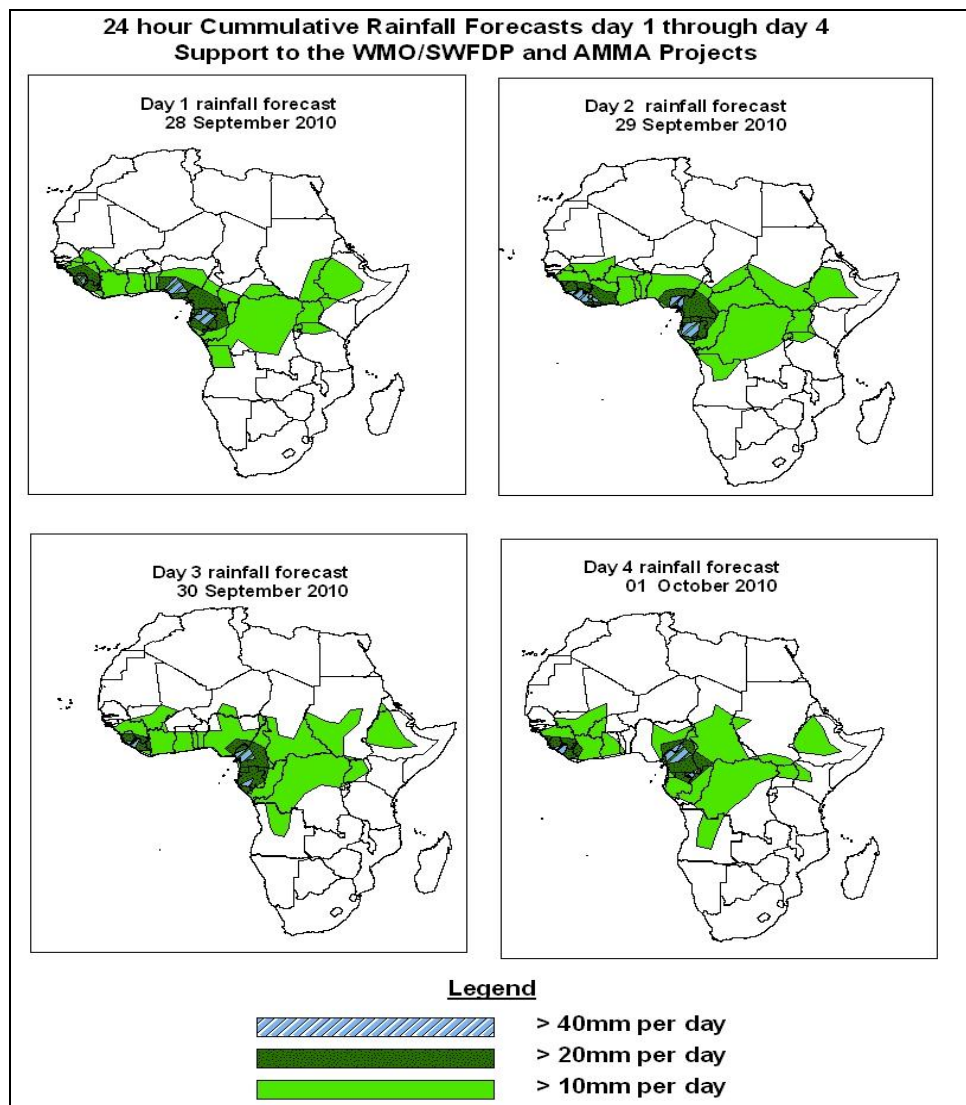 24 hour Cummulative Rainfall Forecasts day 1 through day 4
Support to the WMO/SWFDP and AMMA Projects
Day 1 rainfall forecast
28 September 2010
Day 2 rainfall forecast
29 September 2010
Day 3 rainfall forecast
30 September 2010
Day 4 rainfall forecast
01 October 2010
Legend
> 40mm per day
> 20mm per day
> 10mm per day